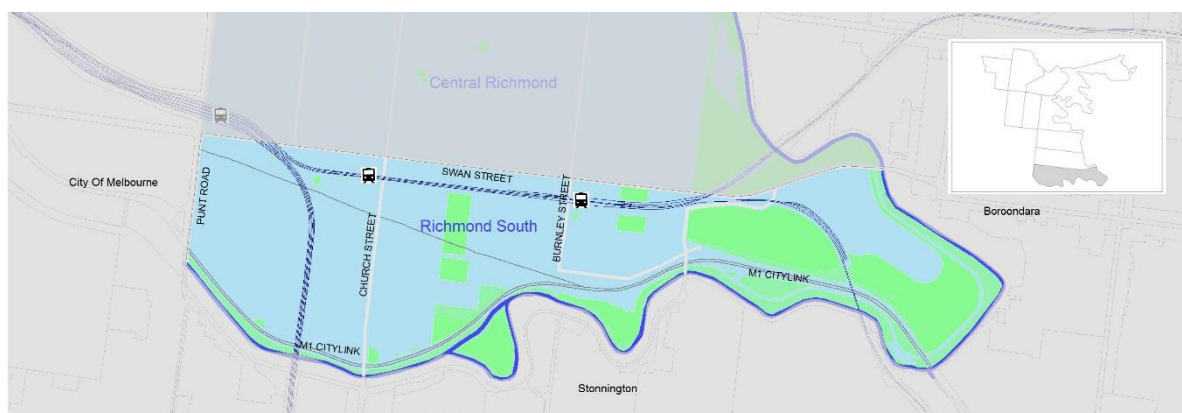 Central Richmond
City Of Melbourne
PUNT ROAD
SWAN STREET
CHURCH STREET
Richmond South
BURNLEY STREET
Boroondara
M1 CITYLINK
M1 CITYLINK
Stonnington